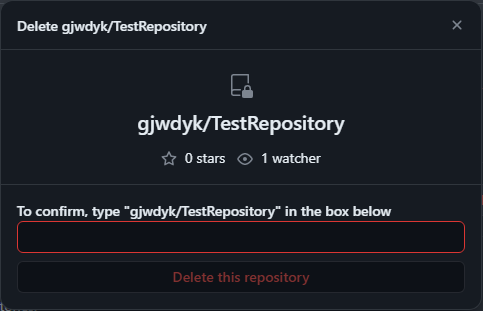 Delete gjwdyk/TestRepository
gjwdyk/TestRepository
0 stars 1 watcher
To confirm, type "gjwdyk/TestRepository" in the box below
Delete this repository